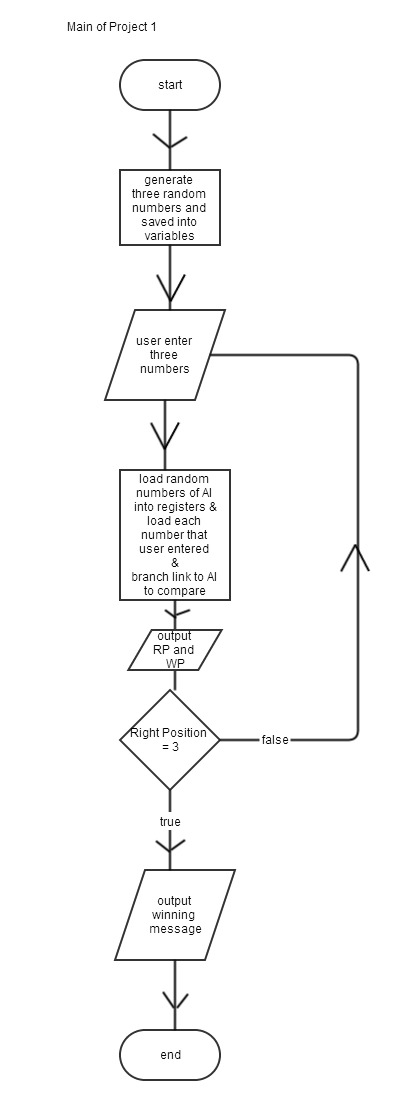 Main of Project 1
start
generate
three random
numbers and
saved into
variables
user enter
three
numbers
load random
numbers of AI
into registers &
load each
number that
user entered
&
branch link to AI
to compare
output
RP and
WP
Right Position
= 3
false
true
output
winning
message
end